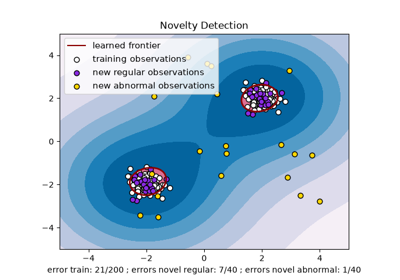 Novelty Detection
learned frontier
training observations
new regular observations
new abnormal observations
4
2
0
−2
−4
−4
−2
0
2
4
error train: 21/200 ; errors novel regular: 7/40 ; errors novel abnormal: 1/40